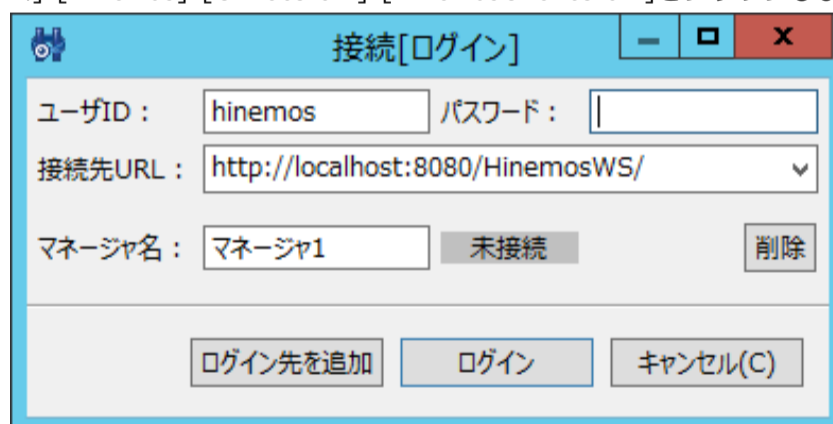 接続[ログイン]
ユーザID： hinemos パスワード：
接続先URL： http://localhost:8080/HinemosWS/
マネージャ名： マネージャ1 未接続 削除
ログイン先を追加 ログイン キャンセル(C)